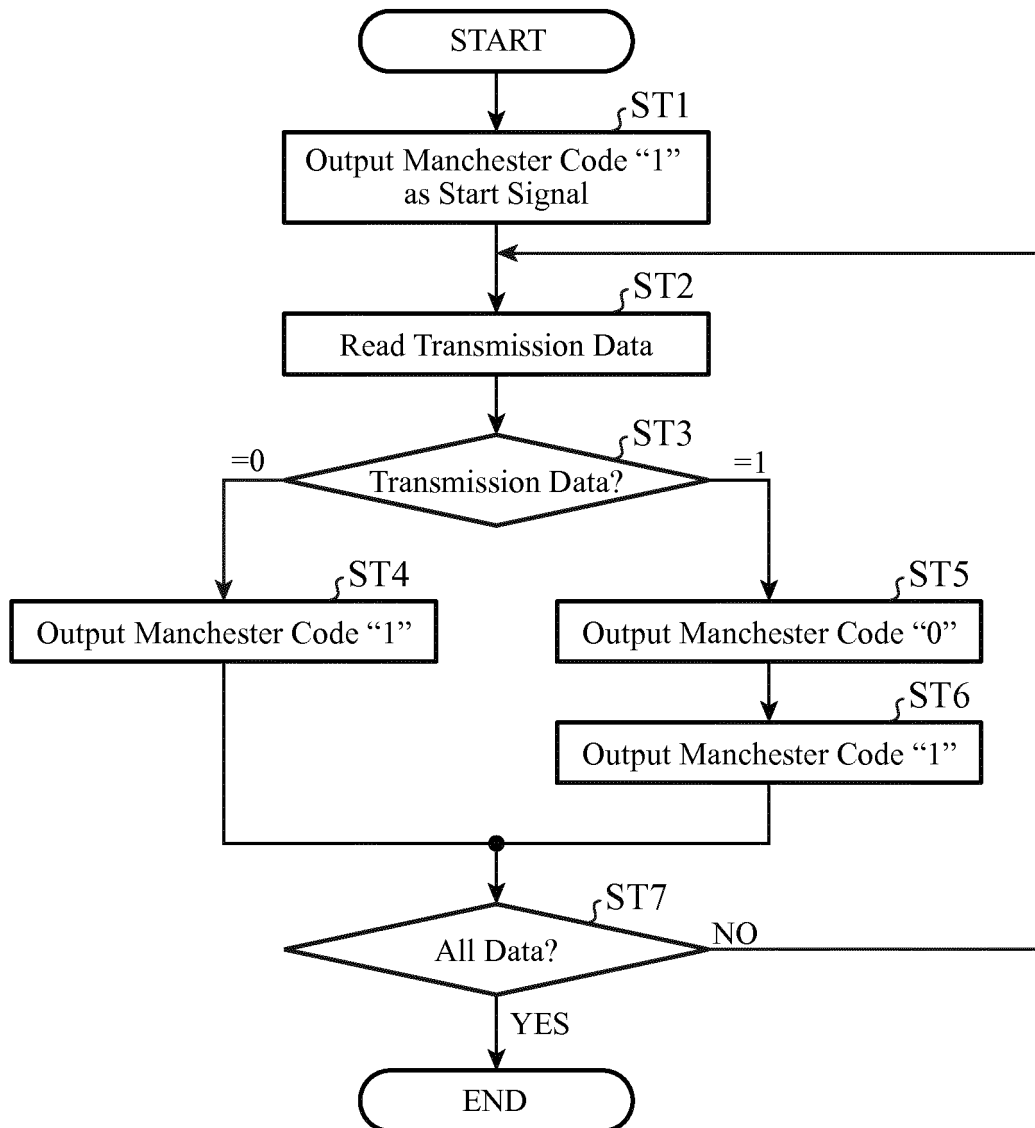 START
ST1
Output Manchester Code “1”
as Start Signal
ST2
Read Transmission Data
ST3
=0
Transmission Data?
=1
ST4
Output Manchester Code “1”
ST5
Output Manchester Code “0”
ST6
Output Manchester Code “1”
ST7
All Data?
NO
YES
END